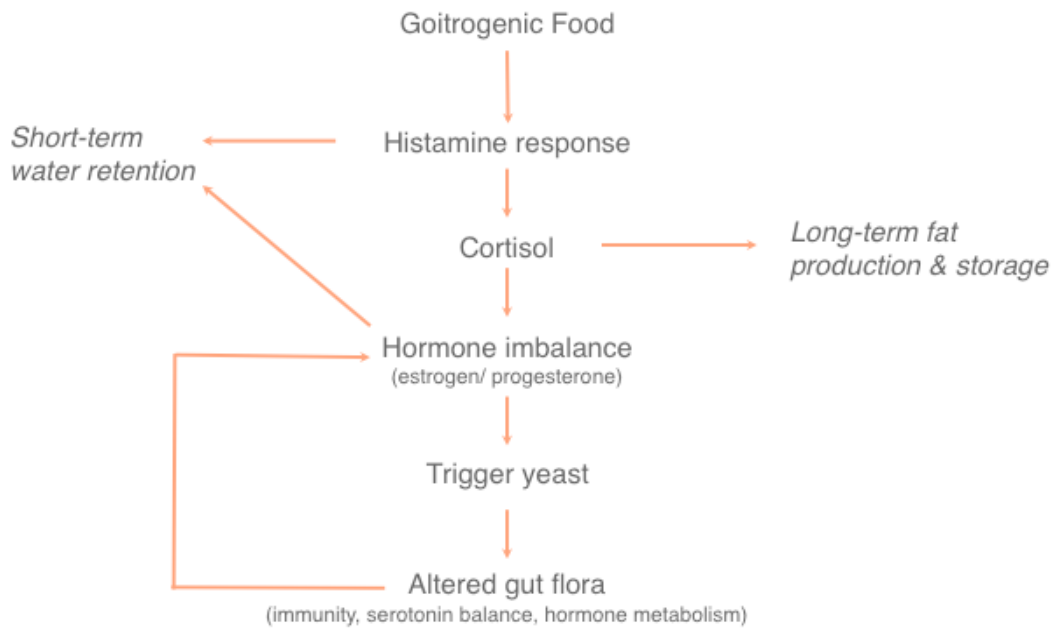 Goitrogenic Food
Short-term
water retention
Histamine response
Cortisol
Long-term fat
production & storage
Hormone imbalance
(estrogen/ progesterone)
Trigger yeast
Altered gut flora
(immunity, serotonin balance, hormone metabolism)